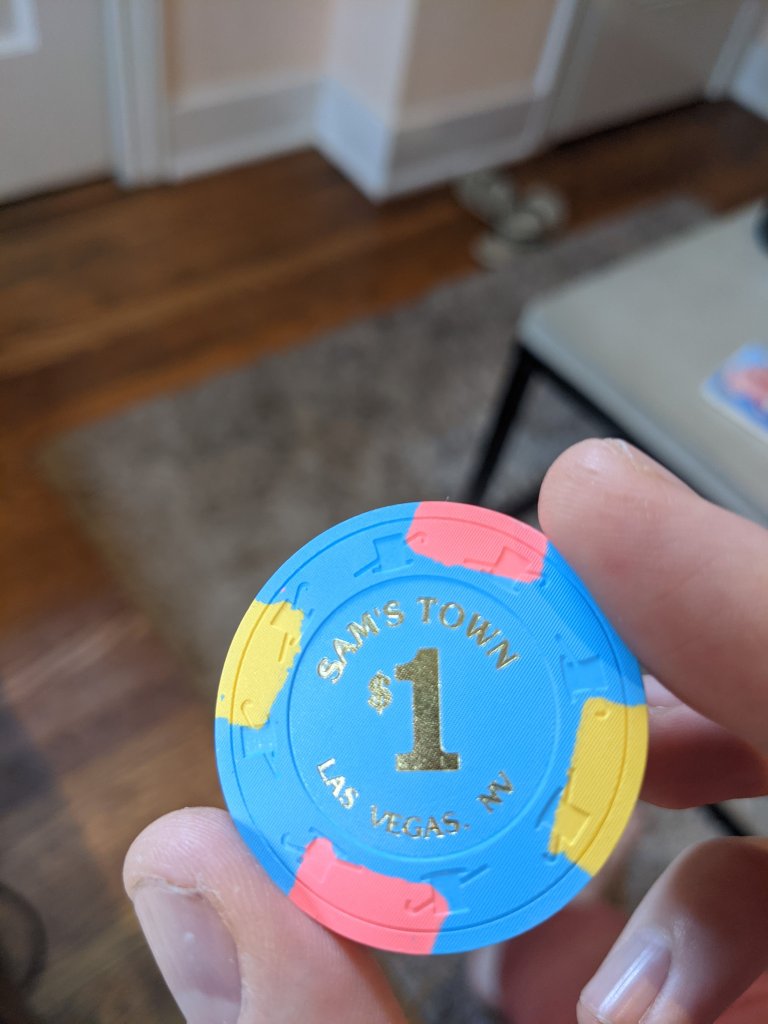 SAM'S TOWN
$1
LAS VEGAS, NV